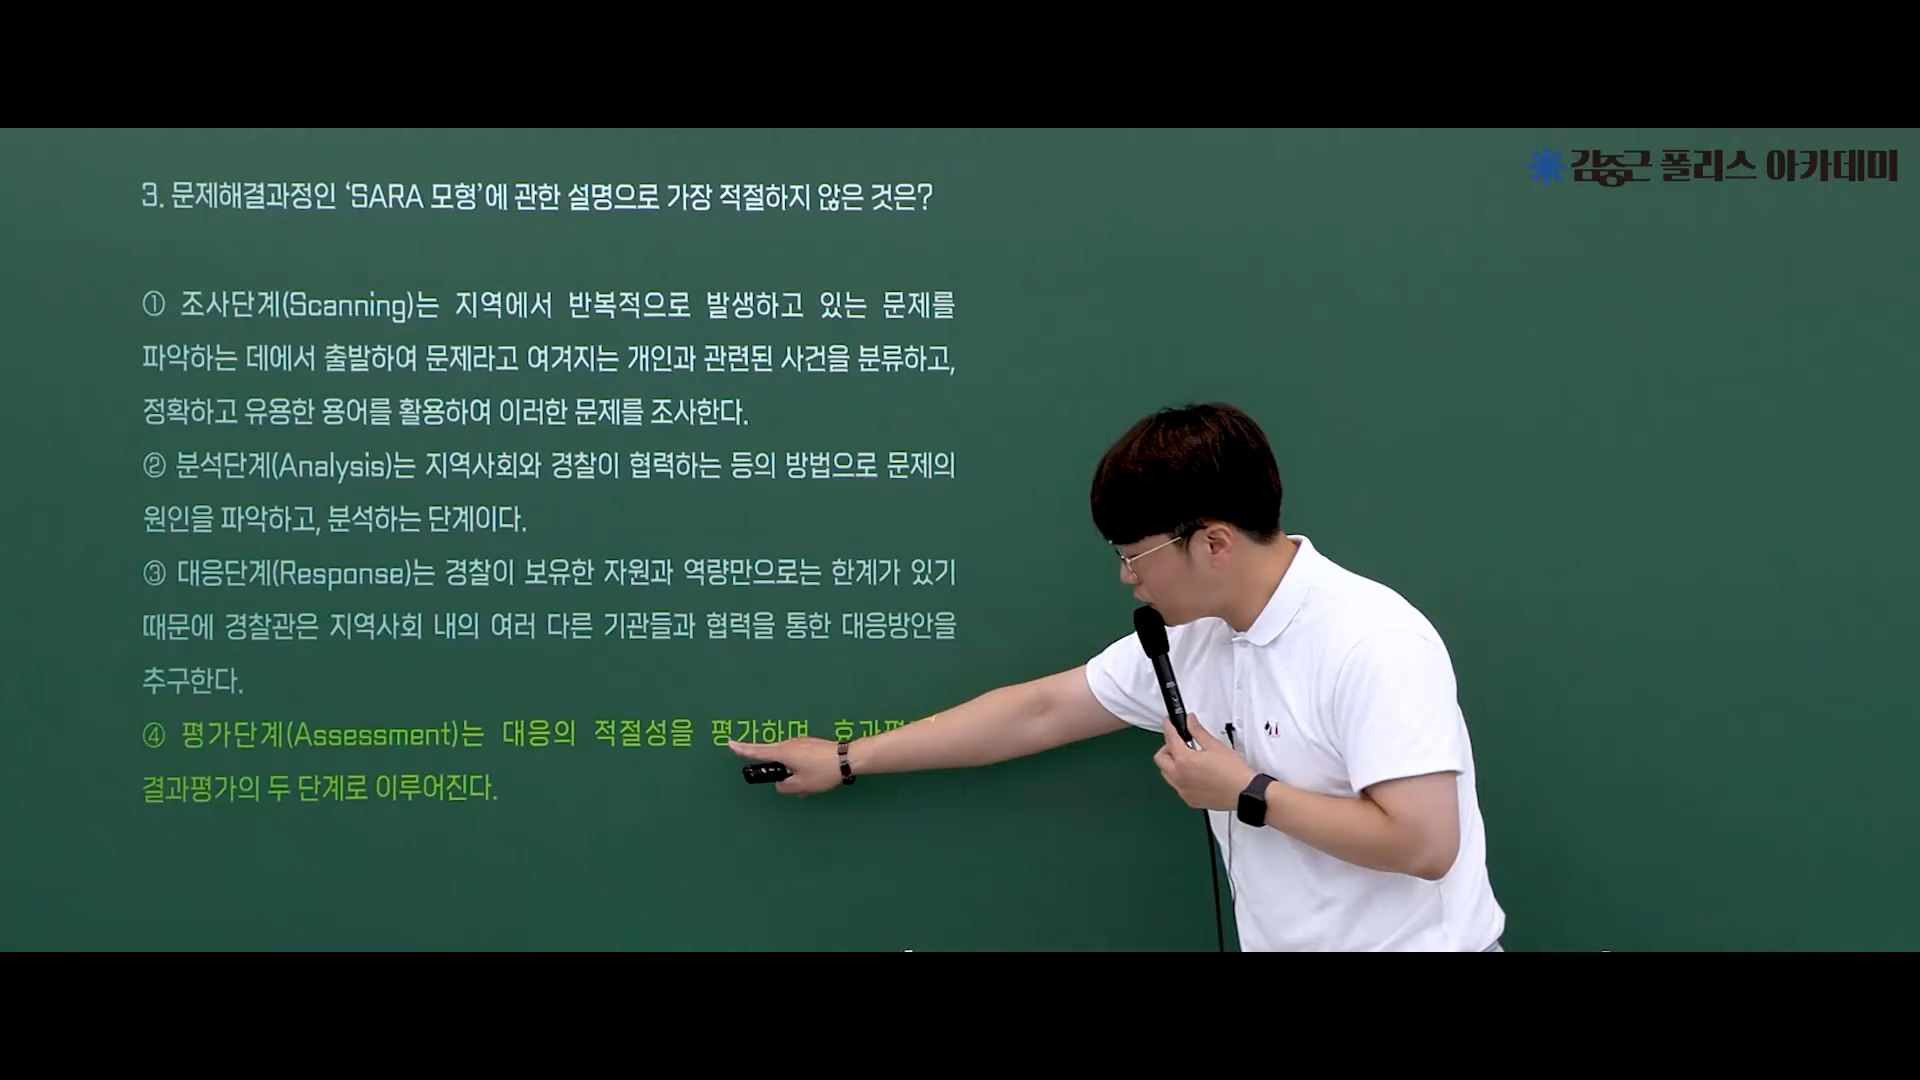 김중근 폴리스 아카데미
3. 문제해결과정인 ‘SARA 모형’에 관한 설명으로 가장 적절하지 않은 것은?
① 조사단계(Scanning)는 지역에서 반복적으로 발생하고 있는 문제를
파악하는 데에서 출발하여 문제라고 여겨지는 개인과 관련된 사건을 분류하고,
정확하고 유용한 용어를 활용하여 이러한 문제를 조사한다.
② 분석단계(Analysis)는 지역사회와 경찰이 협력하는 등의 방법으로 문제의
원인을 파악하고, 분석하는 단계이다.
③ 대응단계(Response)는 경찰이 보유한 자원과 역량만으로는 한계가 있기
때문에 경찰관은 지역사회 내의 여러 다른 기관들과 협력을 통한 대응방안을
추구한다.
④ 평가단계(Assessment)는 대응의 적절성을 평가하며,
결과평가의 두 단계로 이루어진다.